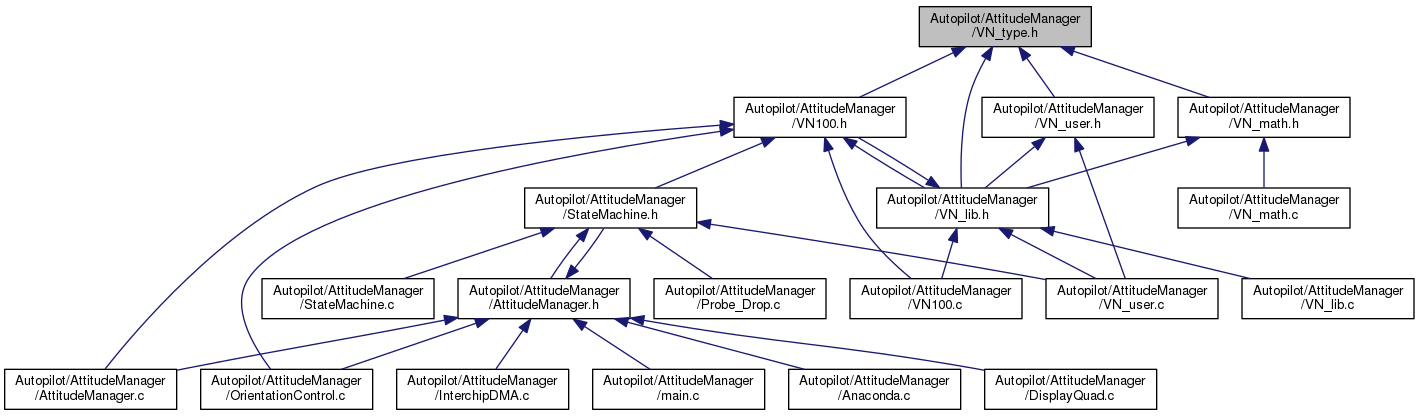 Autopilot/AttitudeManager
/VN_type.h
Autopilot/AttitudeManager
/VN100.h
Autopilot/AttitudeManager
/VN_user.h
Autopilot/AttitudeManager
/VN_math.h
Autopilot/AttitudeManager
/StateMachine.h
Autopilot/AttitudeManager
/VN_lib.h
Autopilot/AttitudeManager
/VN_math.c
Autopilot/AttitudeManager
/StateMachine.c
Autopilot/AttitudeManager
/AttitudeManager.h
Autopilot/AttitudeManager
/Probe_Drop.c
Autopilot/AttitudeManager
/VN100.c
Autopilot/AttitudeManager
/VN_user.c
Autopilot/AttitudeManager
/VN_lib.c
Autopilot/AttitudeManager
/AttitudeManager.c
Autopilot/AttitudeManager
/OrientationControl.c
Autopilot/AttitudeManager
/InterchipDMA.c
Autopilot/AttitudeManager
/main.c
Autopilot/AttitudeManager
/Anaconda.c
Autopilot/AttitudeManager
/DisplayQuad.c